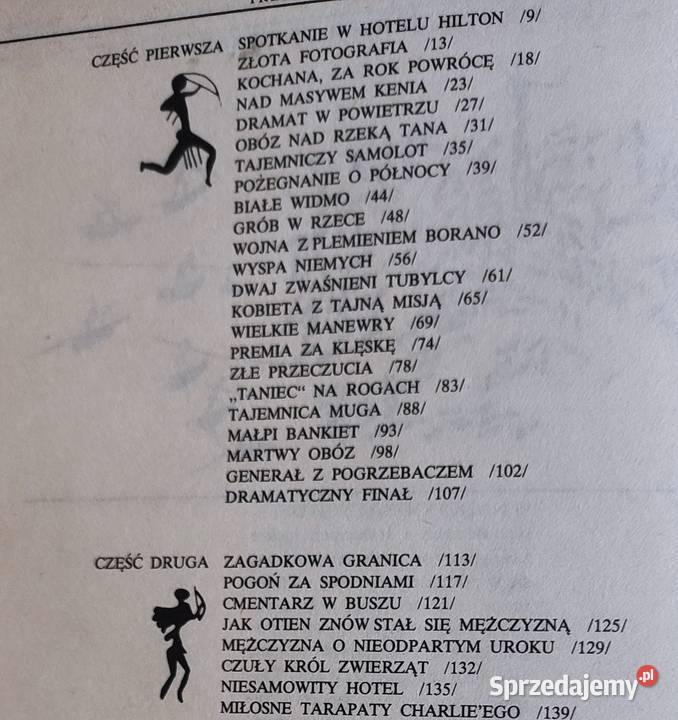 CZĘŚĆ PIERWSZA SPOTKANIE W HOTELU HILTON /9/
ZŁOTA FOTOGRAFIA /13/
KOCHANA, ZA ROK POWRÓCĘ /18/
NAD MASYWEM KENIA /23/
DRAMAT W POWIETRZU /27/
OBÓZ NAD RZEKĄ TANA /31/
TAJEMNICZY SAMOLOT /35/
POŻEGNANIE O PÓŁNOCY /39/
BIAŁE WIDMO /44/
GRÓB W RZECE /48/
WOJNA Z PLEMIENIEM BORANO /52/
WYSPA NIEMYCH /56/
DWAJ ZWAŚNIENI TUBYLCY /61/
KOBIETA Z TAJNĄ MISJĄ /65/
WIELKIE MANEWRY /69/
PREMIA ZA KLĘSKĘ /74/
ZŁE PRZECZUCIA /78/
„TANIEC“ NA ROGACH /83/
TAJEMNICA MUGA /88/
MAŁPI BANKIET /93/
MARTWY OBÓZ /98/
GENERAŁ Z POGRZEBACZEM /102/
DRAMATYCZNY FINAŁ /107/
CZĘŚĆ DRUGA ZAGADKOWA GRANICA /113/
POGOŃ ZA SPODNIAMI /117/
CMENTARZ W BUSZU /121/
JAK OTIEN ZNÓW STAŁ SIĘ MĘŻCZYZNĄ /125/
MĘŻCZYZNA O NIEODPARTYM UROKU /129/
CZUŁY KRÓL ZWIERZĄT /132/
NIESAMOWITY HOTEL /135/
MIŁOSNE TARAPATY CHARLIE'EGO /139/
Sprzedajemy.pl